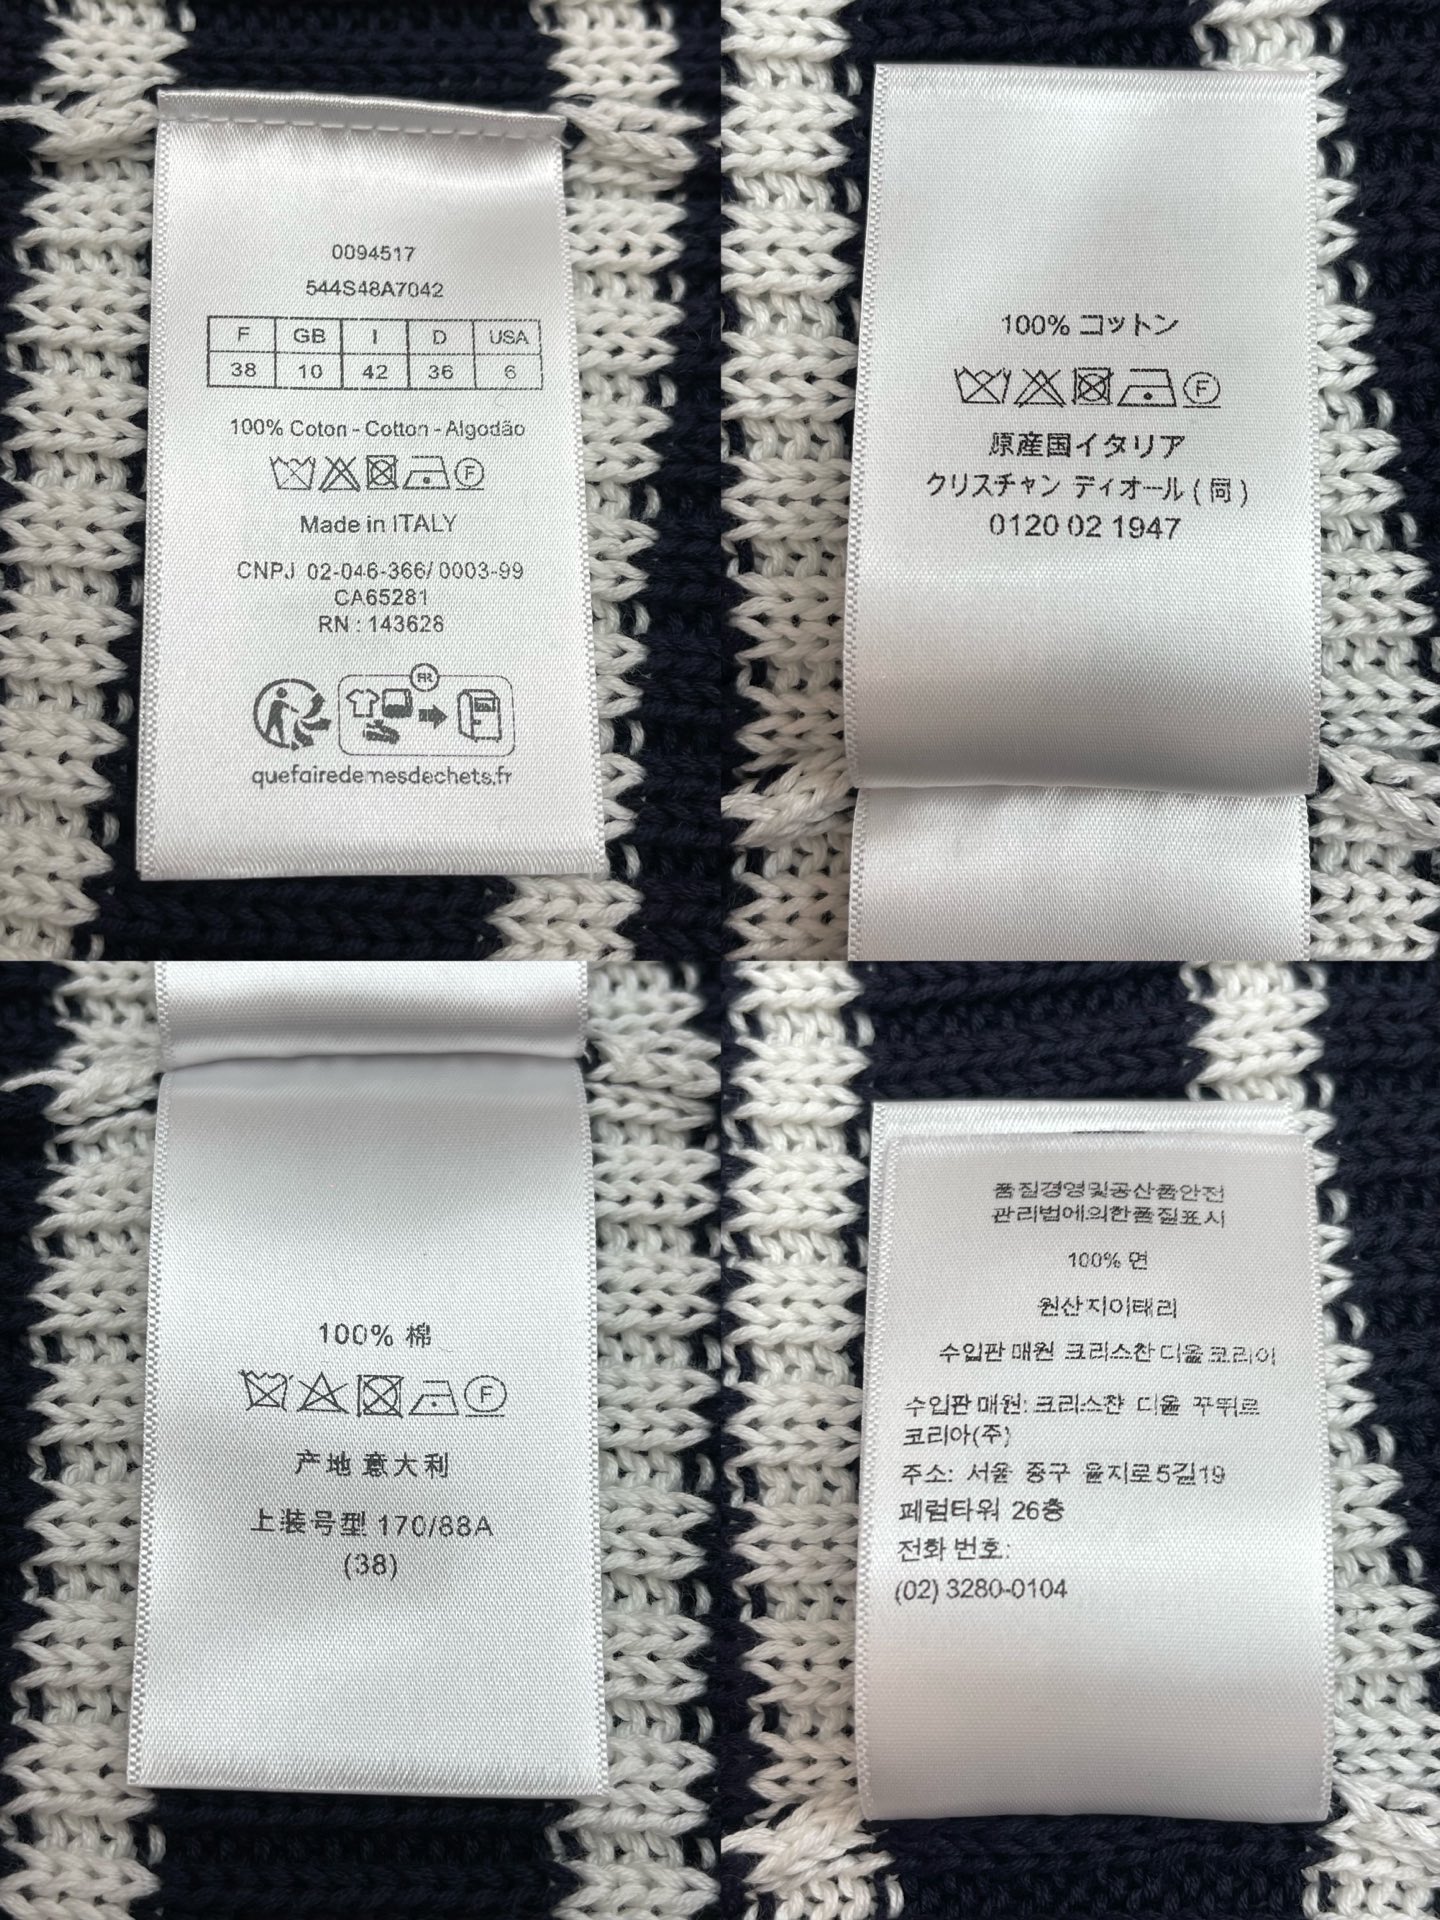 0094517
544S48A7042
F GB I D USA
38 10 42 36 6
100% Coton - Cotton - Algodão
F
Made in ITALY
CNPJ 02-046-366/0003-99
CA65281
RN : 143628
FR
quefairedemesdechets.fr
100% コットン
F
原産国イタリア
クリスチャン ディオール (同)
0120 02 1947
100% 棉
F
产地 意大利
上装号型 170/88A
(38)
품질경영및공산품안전
관리법에의한품질표시
100% 면
원산지이태리
수입판매원 크리스찬디올코리아
수입판매원: 크리스챤 디올 꾸뛰르
코리아(주)
주소: 서울 중구 을지로5길19
페럼타워 26층
전화 번호:
(02) 3280-0104